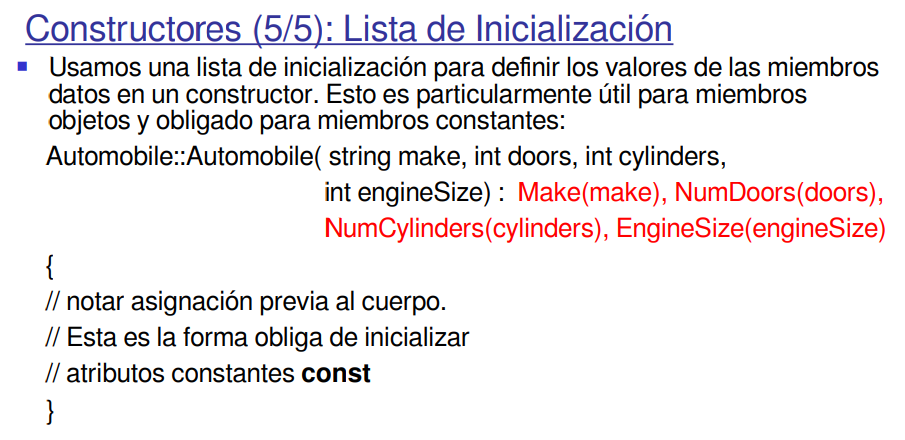 Constructores (5/5): Lista de Inicialización
Usamos una lista de inicialización para definir los valores de las miembros
datos en un constructor. Esto es particularmente útil para miembros
objetos y obligado para miembros constantes:
Automobile::Automobile( string make, int doors, int cylinders,
int engineSize) : Make(make), NumDoors(doors),
NumCylinders(cylinders), EngineSize(engineSize)
{
// notar asignación previa al cuerpo.
// Esta es la forma obliga de inicializar
// atributos constantes const
}